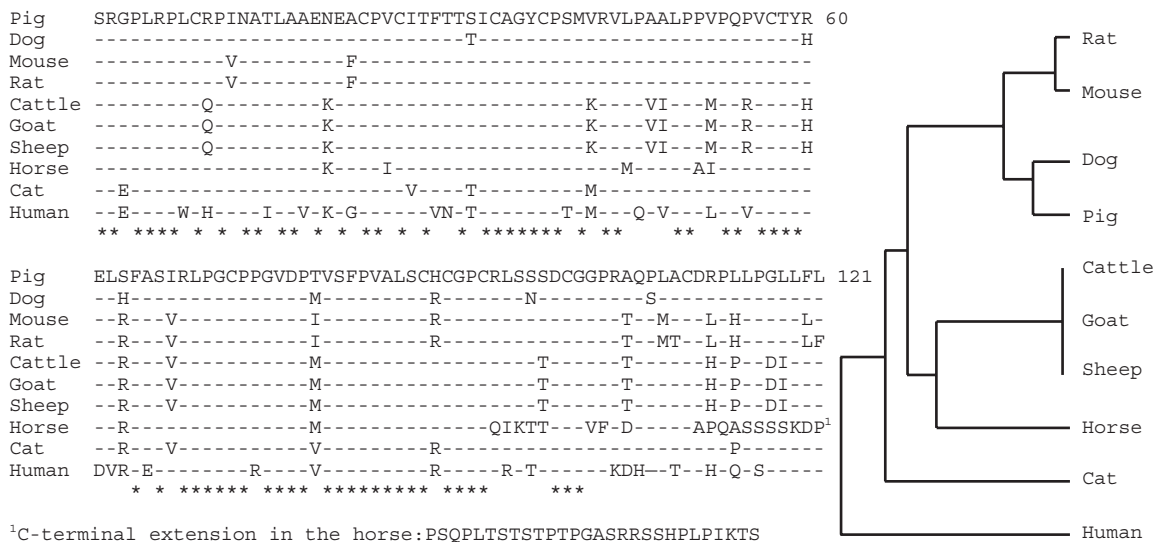 Pig SRGPLRPLCRPINATLAAENEACPVCITFTTSICAGYCPSMVRVLPAALPPVPQPVCTYR 60
Dog -------------------------------T---------------------------H
Mouse -----------V---------F--------------------------------------
Rat -----------V---------F--------------------------------------
Cattle ---------Q---------K---------------------K----VI---M--R----H
Goat ---------Q---------K---------------------K----VI---M--R----H
Sheep ---------Q---------K---------------------K----VI---M--R----H
Horse -------------------K----I-------------------M-----AI--------
Cat --E-----------------------V----T---------M------------------
Human --E----W-H----I--V-K-G------VN-T-------T-M---Q-V---L--V-----
** **** * * ** ** * * ** * *  *  * ******* * **    **  ** ****
Pig ELSFASIRLPGCPPGVDPTVSFPVALSCHCGPCRLSSSDCGGPRAQPLACDRPLLPGLLFL 121
Dog --H---------------M---------R-------N---------S--------------
Mouse --R---V-----------I---------R---------------T--M---L-H-----L-
Rat --R---V-----------I---------R---------------T--MT--L-H-----LF
Cattle --R---V-----------M------------------T------T------H-P--DI---
Goat --R---V-----------M------------------T------T------H-P--DI---
Sheep --R---V-----------M------------------T------T------H-P--DI---
Horse --R---------------M--------------QIKTT---VF-D-----APQASSSSKDP¹
Cat --R---V-----------V---------R------------------------P-------
Human DVR-E--------R----V---------R-----R-T------KDH—-T--H-Q-S-----
* * ****** **** ********* ****     ***
¹C-terminal extension in the horse:PSQPLTSTSTPTPGASRRSSHPLPIKTS
Rat
Mouse
Dog
Pig
Cattle
Goat
Sheep
Horse
Cat
Human